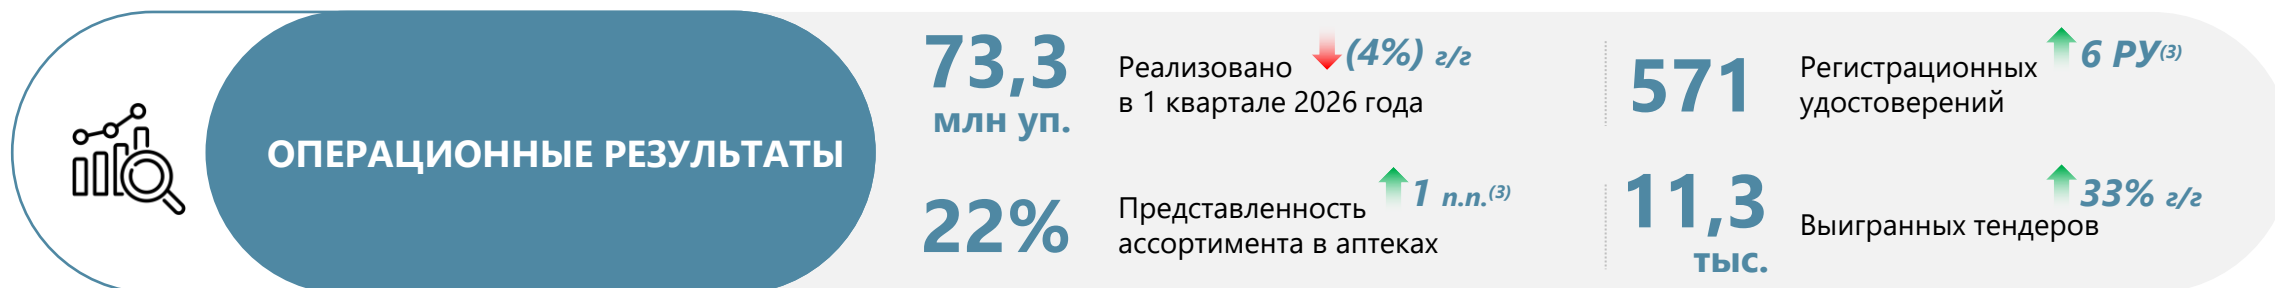 ОПЕРАЦИОННЫЕ РЕЗУЛЬТАТЫ
73,3
млн уп.
Реализовано
в 1 квартале 2026 года
(4%) г/г
571
Регистрационных
удостоверений
6 РУ(3)
22%
Представленность
ассортимента в аптеках
1 п.п.(3)
11,3
тыс.
Выигранных тендеров
33% г/г